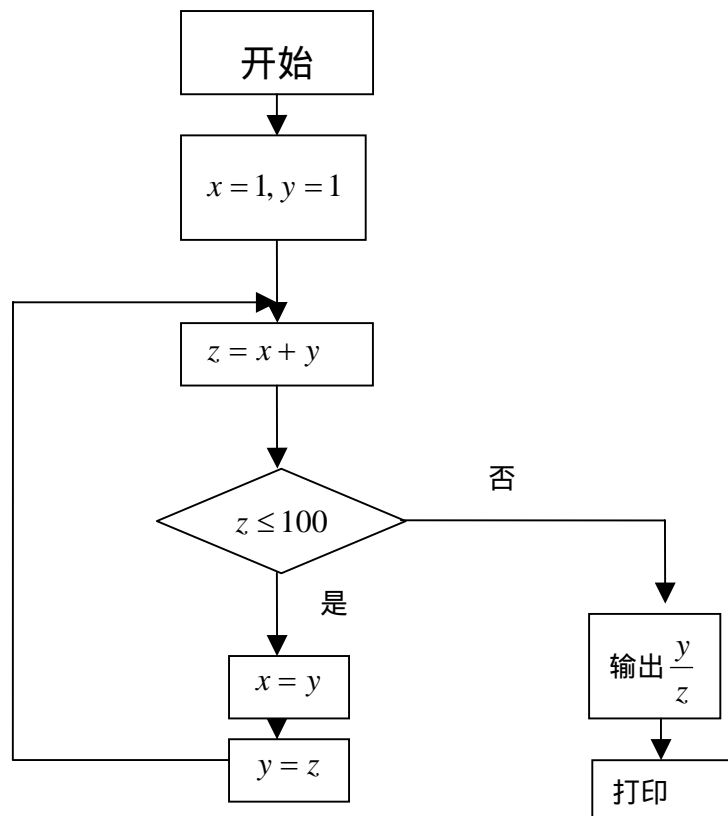 开始
x = 1, y = 1
z = x + y
z ≤ 100
否
是
x = y
y = z
输出 y/z
打印